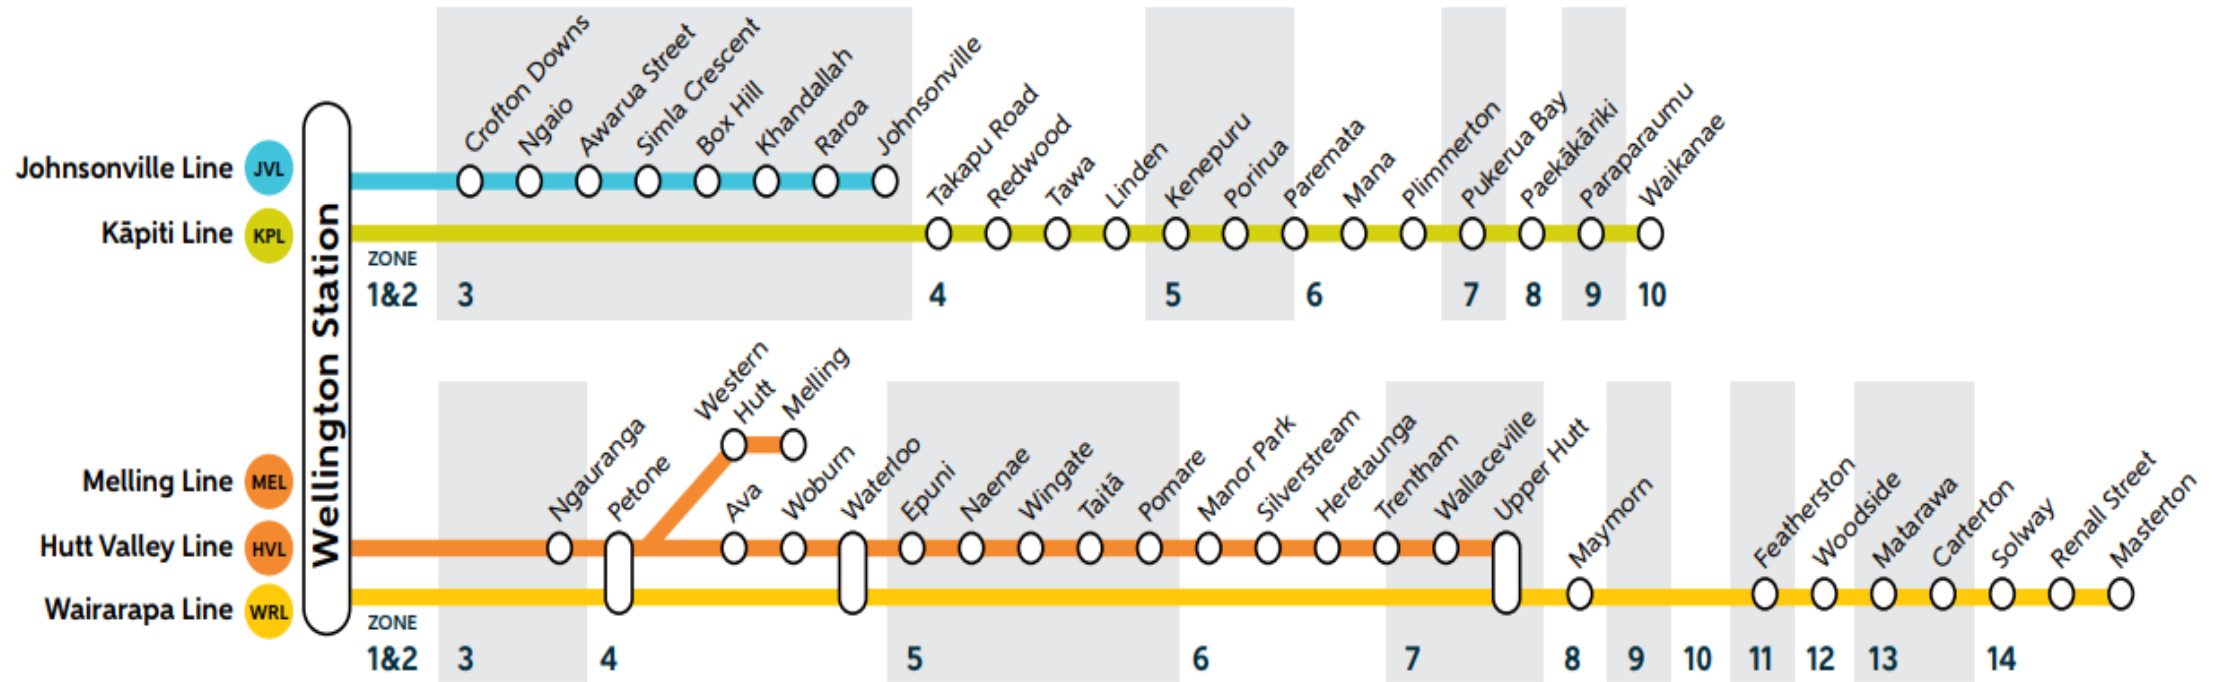 Crofton Downs
Ngaio
Awarua Street
Simla Crescent
Box Hill
Khandallah
Raroa
Johnsonville
Johnsonville Line JVL
Takapu Road
Redwood
Tawa
Linden
Kenepuru
Porirua
Paremata
Mana
Plimmerton
Pukerua Bay
Paekākāriki
Paraparaumu
Waikanae
Kāpiti Line KPL
ZONE
1&2 3 4 5 6 7 8 9 10
Wellington Station
Western
Hutt
Melling
Melling Line MEL
Ngauranga
Petone
Ava
Woburn
Waterloo
Epuni
Naenae
Wingate
Taitā
Pomare
Manor Park
Silverstream
Heretaunga
Trentham
Wallaceville
Upper Hutt
Hutt Valley Line HVL
Maymorn
Featherston
Woodside
Matarawa
Carterton
Solway
Renall Street
Masterton
Wairarapa Line WRL
ZONE
1&2 3 4 5 6 7 8 9 10 11 12 13 14